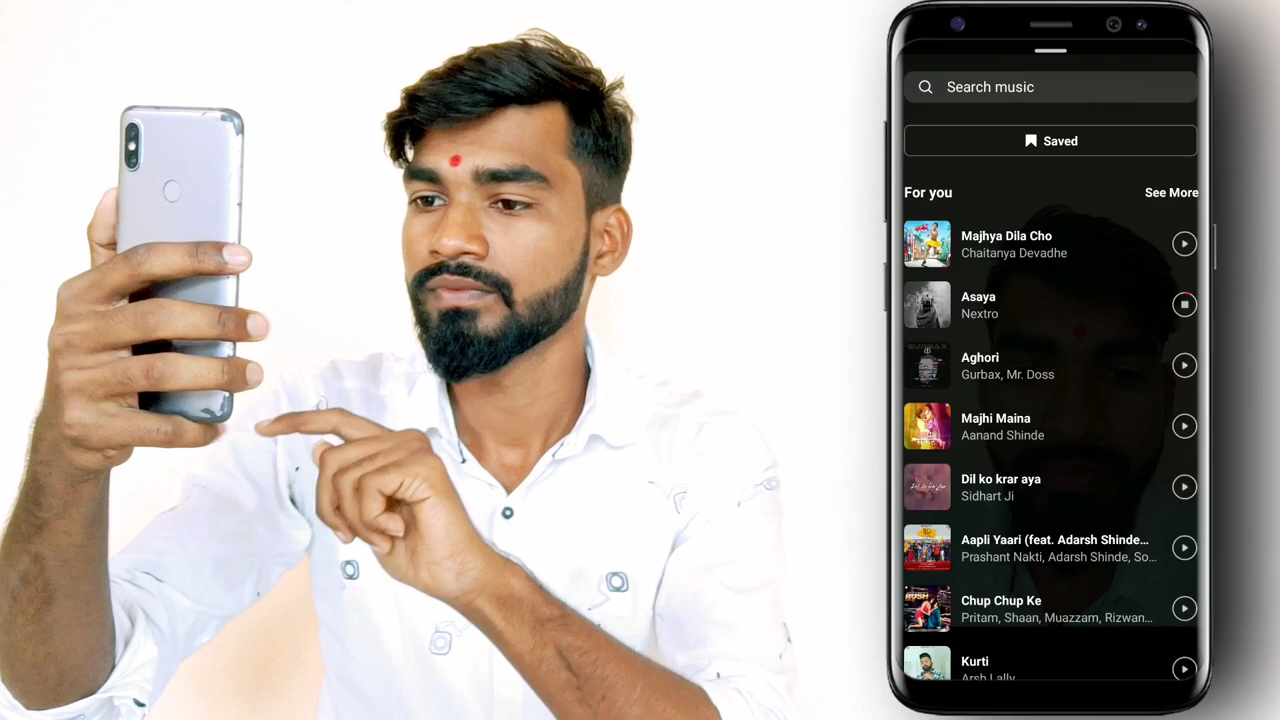 Search music
Saved
For you
See More
Majhya Dila Cho
Chaitanya Devadhe
Asaya
Nextro
Aghori
Gurbax, Mr. Doss
Majhi Maina
Aanand Shinde
Dil ko krar aya
Sidhart Ji
Aapli Yaari (feat. Adarsh Shinde…
Prashant Nakti, Adarsh Shinde, So…
Chup Chup Ke
Pritam, Shaan, Muazzam, Rizwan…
Kurti
Arsh Lally